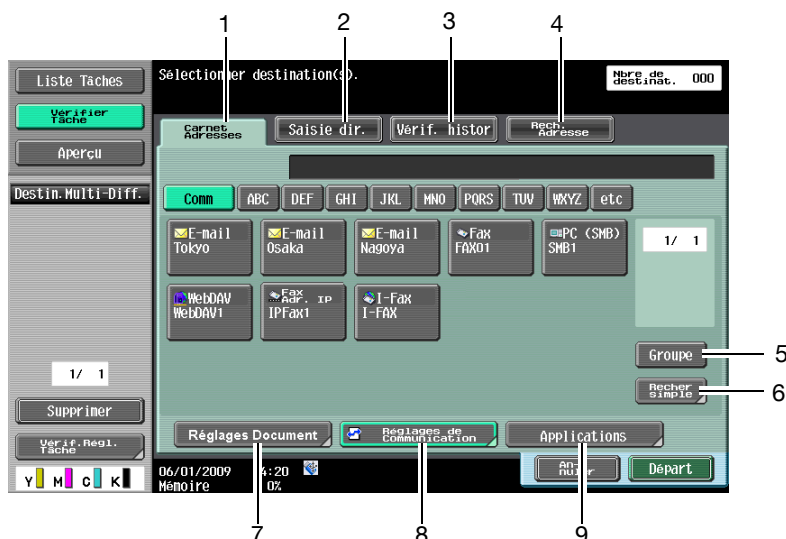 1 2 3 4
Liste Tâches
Sélectionner destination(s).
Nbre de destinat. 000
Vérifier Tâche
Aperçu
Carnet Adresses
Saisie dir.
Vérif. histor
Rech. Adresse
Destin.Multi-Diff.
Comm ABC DEF GHI JKL MNO PQRS TUV WXYZ etc
E-mail Tokyo
E-mail Osaka
E-mail Nagoya
Fax FAX01
PC (SMB) SMB1
1/ 1
WebDAV WebDAV1
Fax Adr. IP IPFax1
I-Fax I-FAX
Groupe
5
Recher simple
6
1/ 1
Supprimer
Vérif.Régl. Tâche
Réglages Document
Réglages de Communication
Applications
Y M C K
06/01/2009 4:20
Mémoire 0%
Annuler
Départ
7 8 9